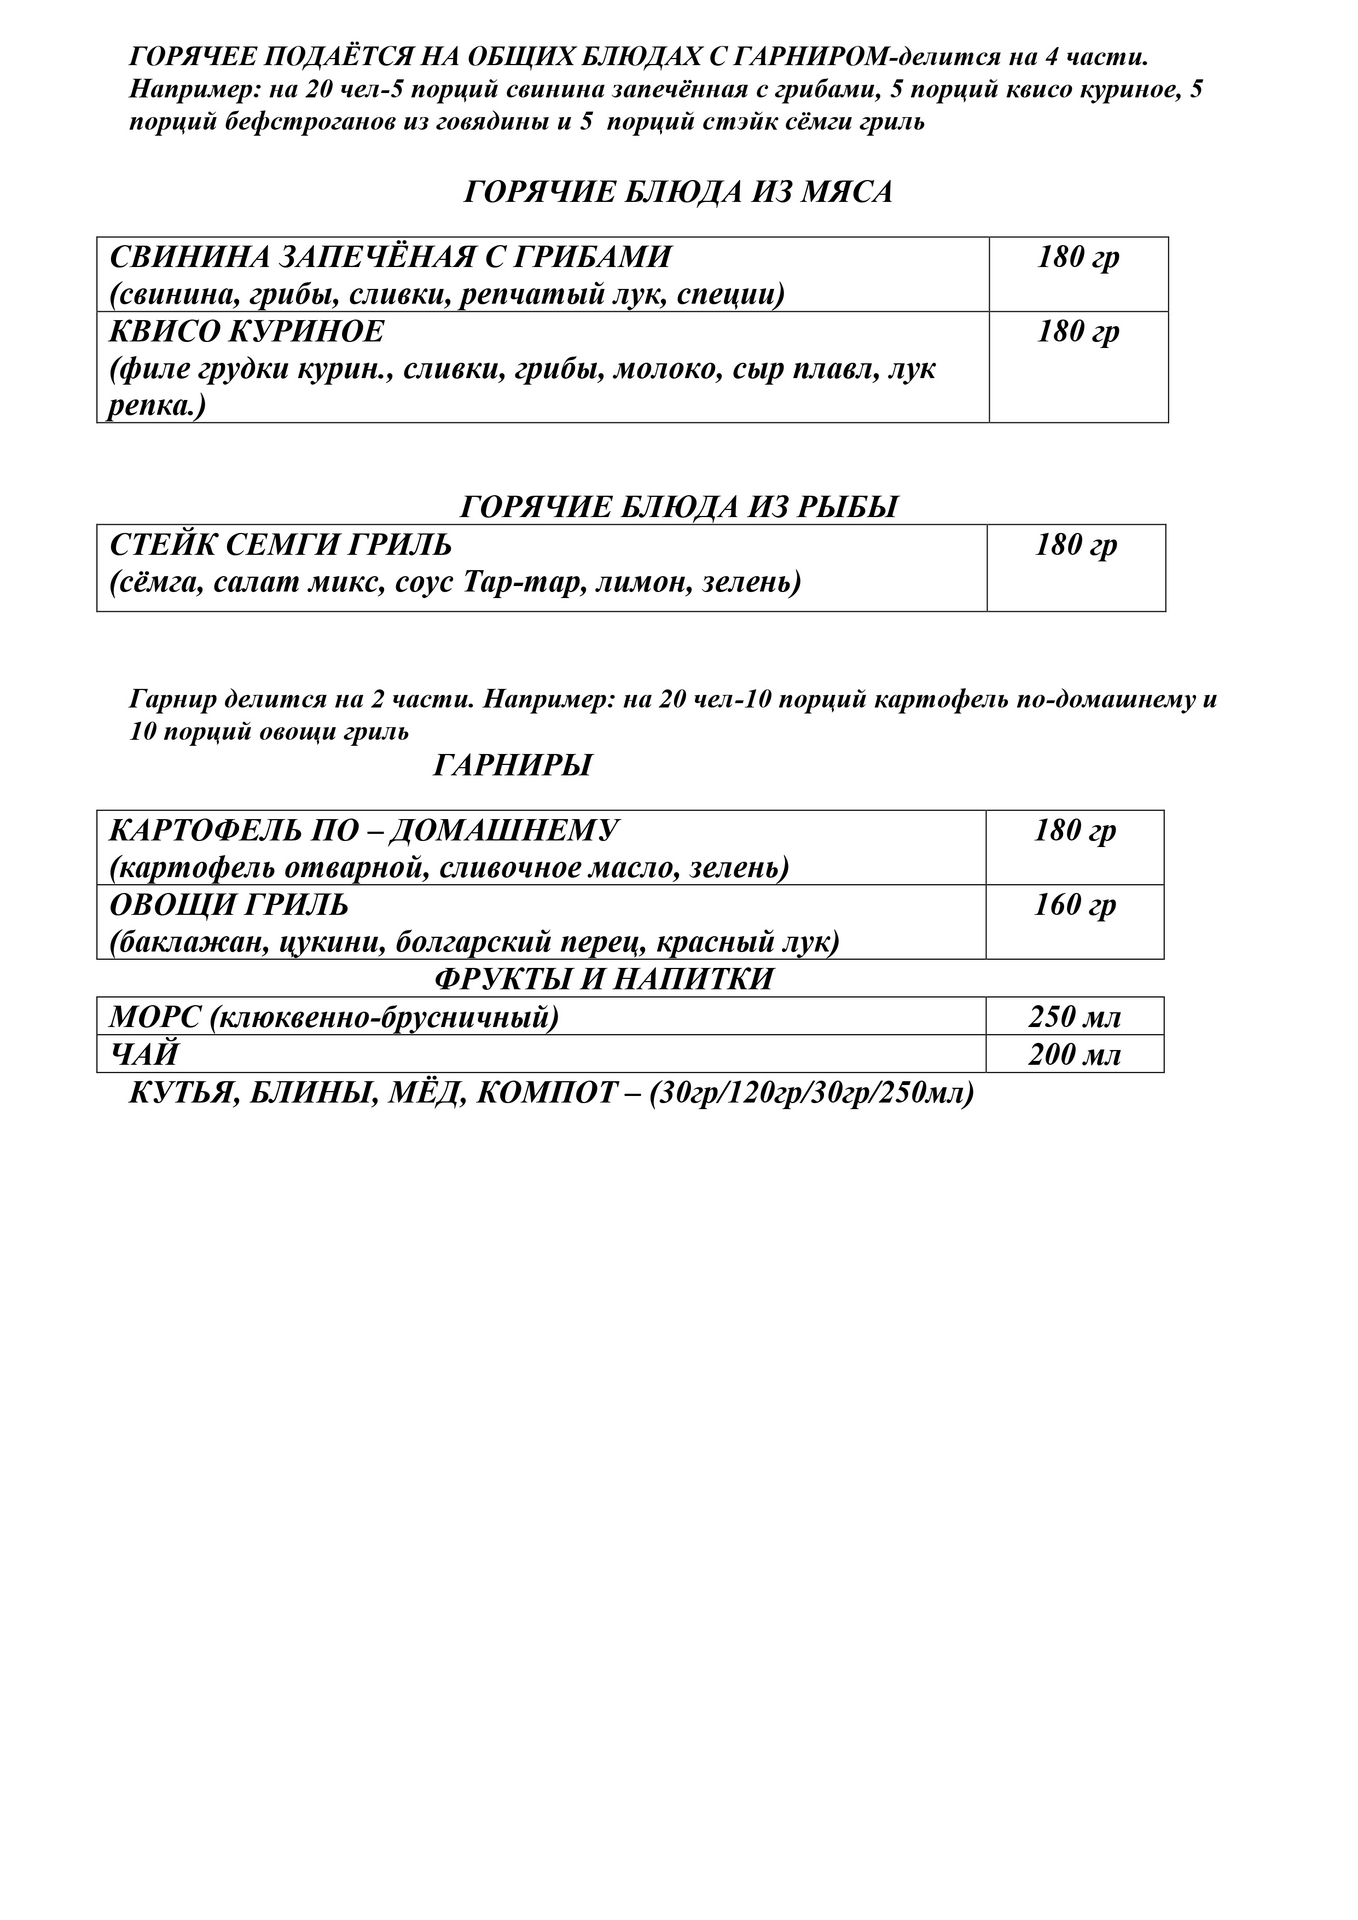 ГОРЯЧЕЕ ПОДАЁТСЯ НА ОБЩИХ БЛЮДАХ С ГАРНИРОМ-делится на 4 части.
Например: на 20 чел-5 порций свинина запечённая с грибами, 5 порций квисо куриное, 5
порций бефстроганов из говядины и 5 порций стэйк сёмги гриль
ГОРЯЧИЕ БЛЮДА ИЗ МЯСА
СВИНИНА ЗАПЕЧЁНАЯ С ГРИБАМИ 180 гр
(свинина, грибы, сливки, репчатый лук, специи)
КВИСО КУРИНОЕ 180 гр
(филе грудки курин., сливки, грибы, молоко, сыр плавл, лук
репка.)
ГОРЯЧИЕ БЛЮДА ИЗ РЫБЫ
СТЕЙК СЕМГИ ГРИЛЬ 180 гр
(сёмга, салат микс, соус Тар-тар, лимон, зелень)
Гарнир делится на 2 части. Например: на 20 чел-10 порций картофель по-домашнему и
10 порций овощи гриль
ГАРНИРЫ
КАРТОФЕЛЬ ПО – ДОМАШНЕМУ 180 гр
(картофель отварной, сливочное масло, зелень)
ОВОЩИ ГРИЛЬ 160 гр
(баклажан, цукини, болгарский перец, красный лук)
ФРУКТЫ И НАПИТКИ
МОРС (клюквенно-брусничный) 250 мл
ЧАЙ 200 мл
КУТЬЯ, БЛИНЫ, МЁД, КОМПОТ – (30гр/120гр/30гр/250мл)